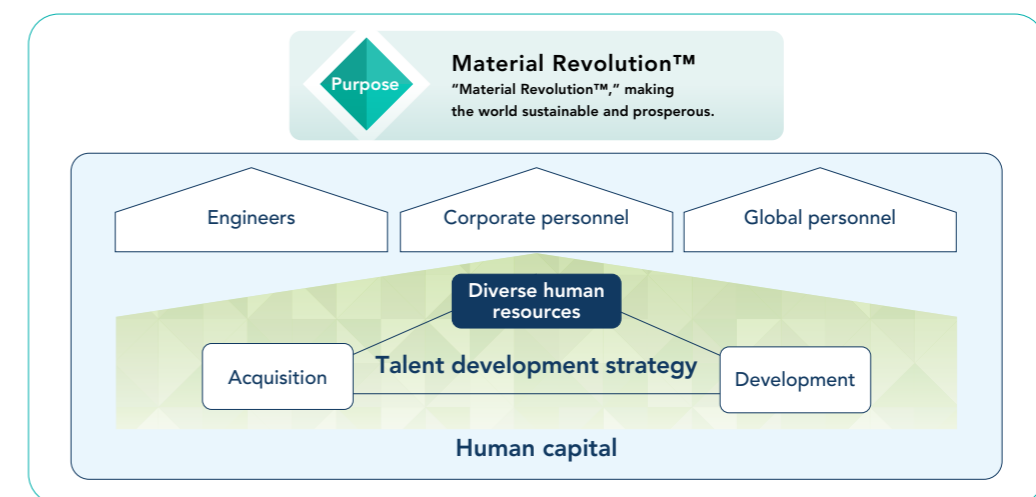 Purpose
Material Revolution™
“Material Revolution™,” making
the world sustainable and prosperous.
Engineers
Corporate personnel
Global personnel
Diverse human
resources
Acquisition
Talent development strategy
Development
Human capital